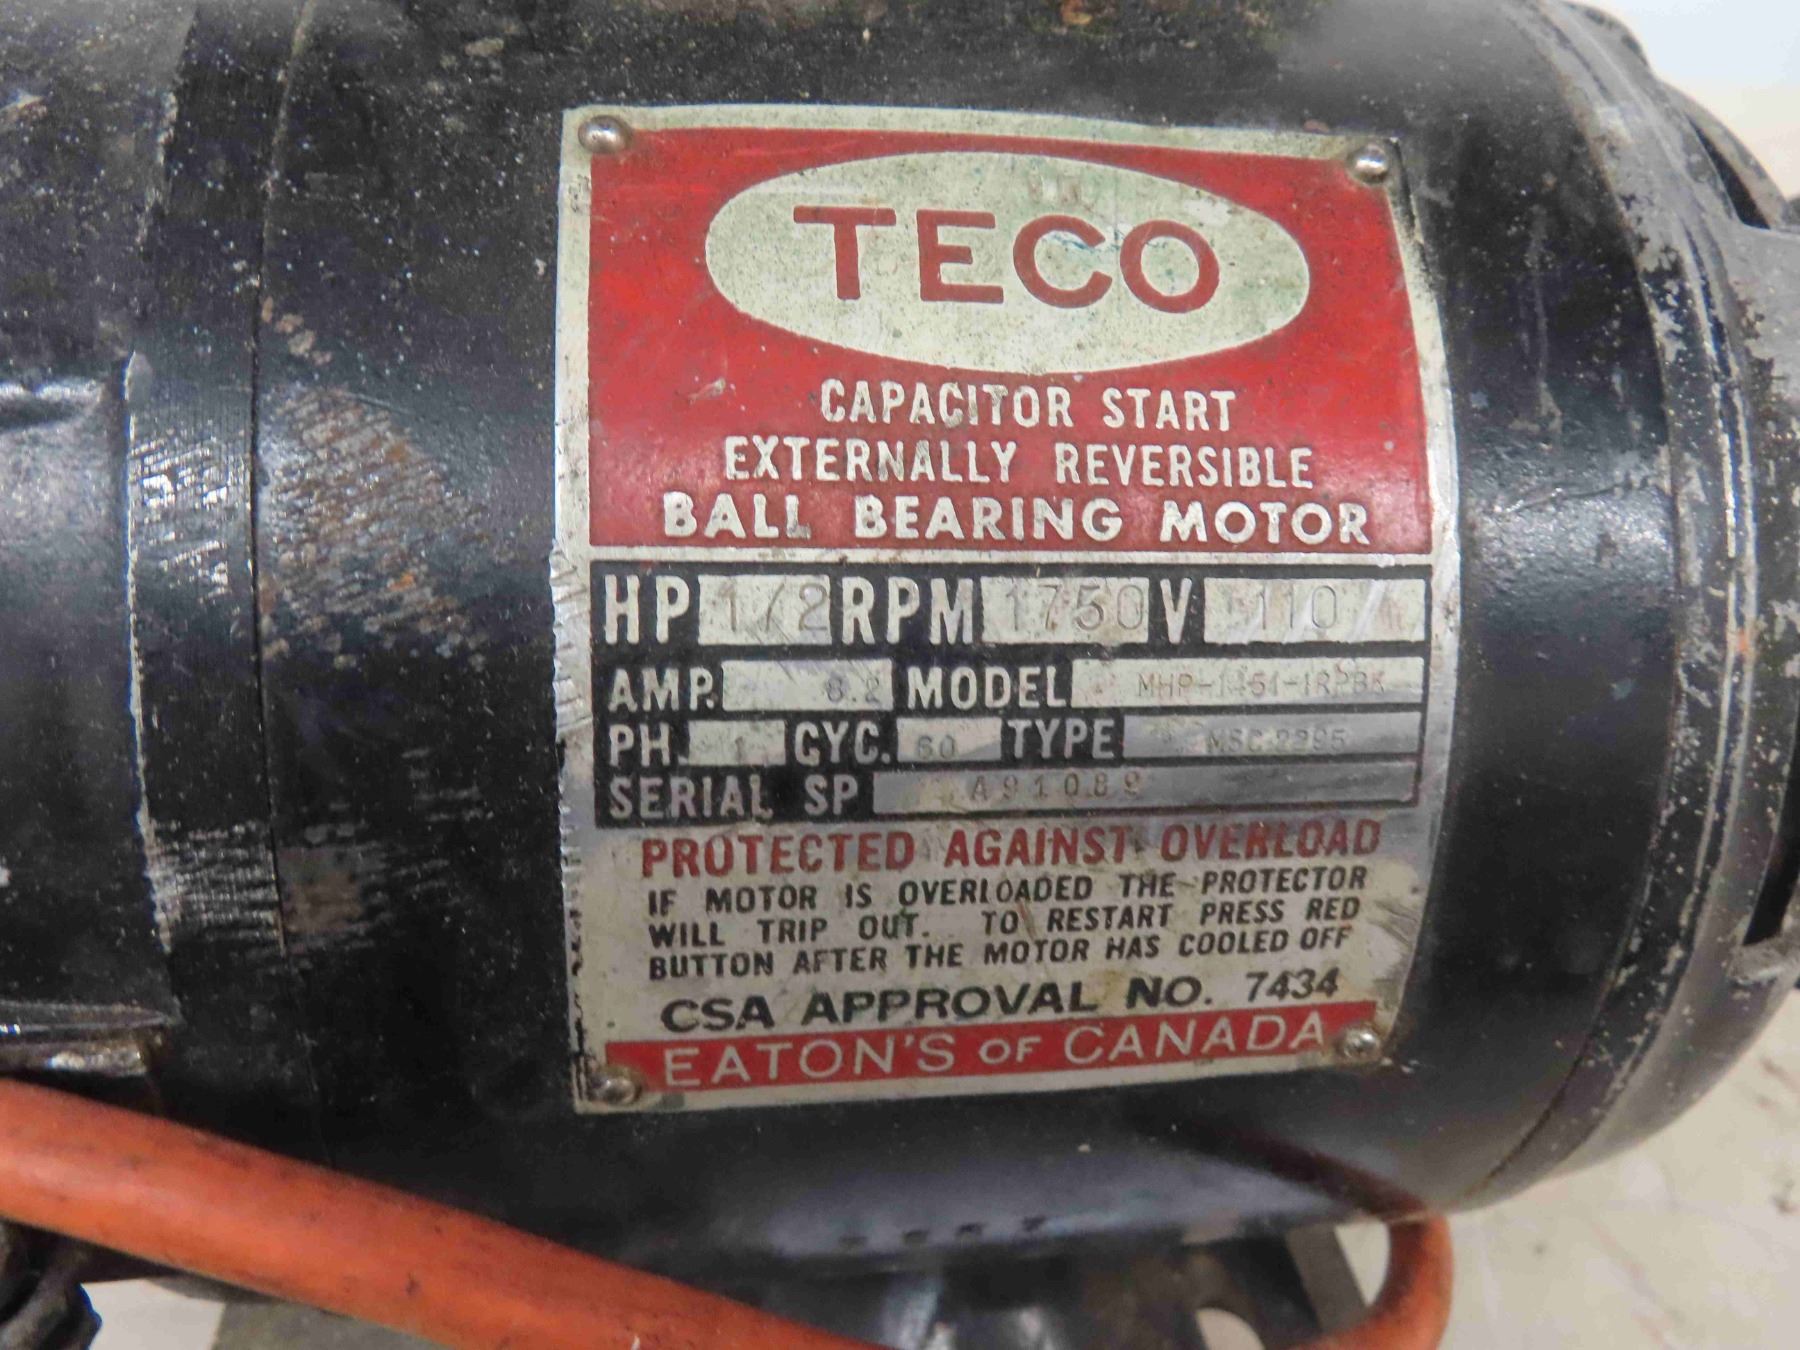 TECO
CAPACITOR START
EXTERNALLY REVERSIBLE
BALL BEARING MOTOR
HP 1/2 RPM 1750 V 110
AMP. 8.2 MODEL
PH. 1 CYC. 60 TYPE
SERIAL SP A91089
PROTECTED AGAINST OVERLOAD
IF MOTOR IS OVERLOADED THE PROTECTOR
WILL TRIP OUT. TO RESTART PRESS RED
BUTTON AFTER THE MOTOR HAS COOLED OFF
CSA APPROVAL NO. 7434
EATON'S OF CANADA